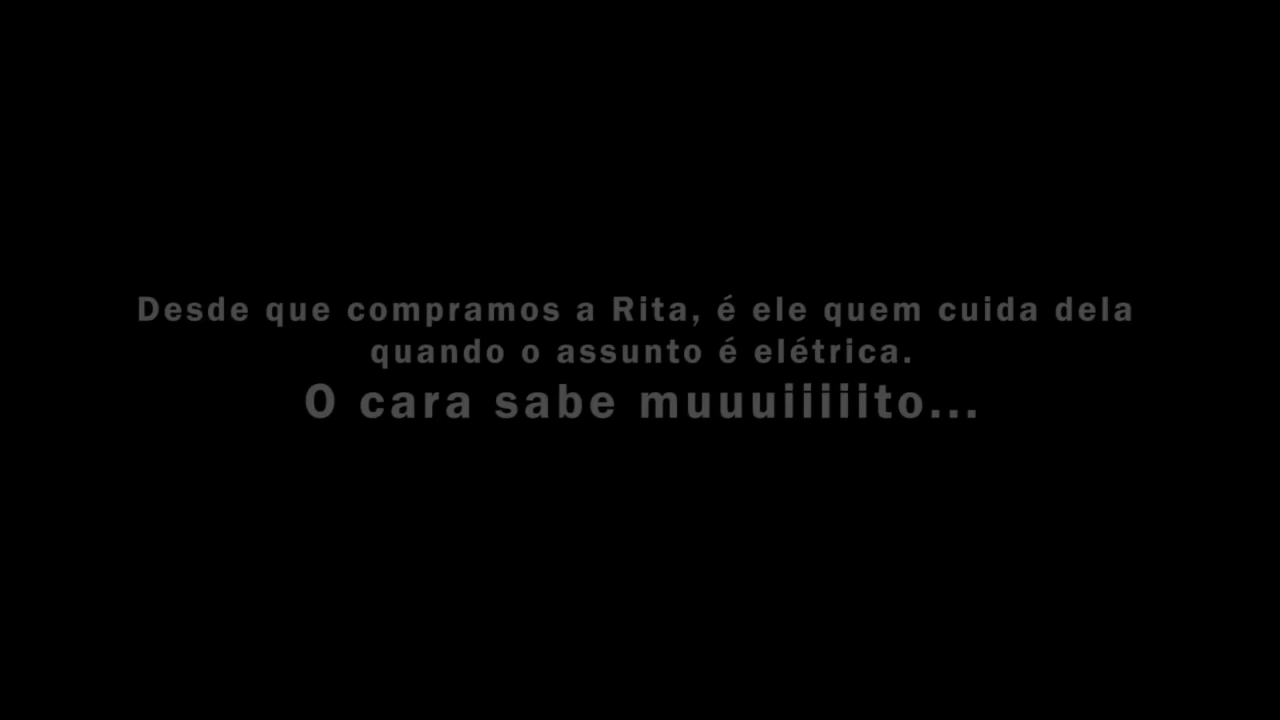 Desde que compramos a Rita, é ele quem cuida dela
quando o assunto é elétrica.
O cara sabe muuuiiiiiito...